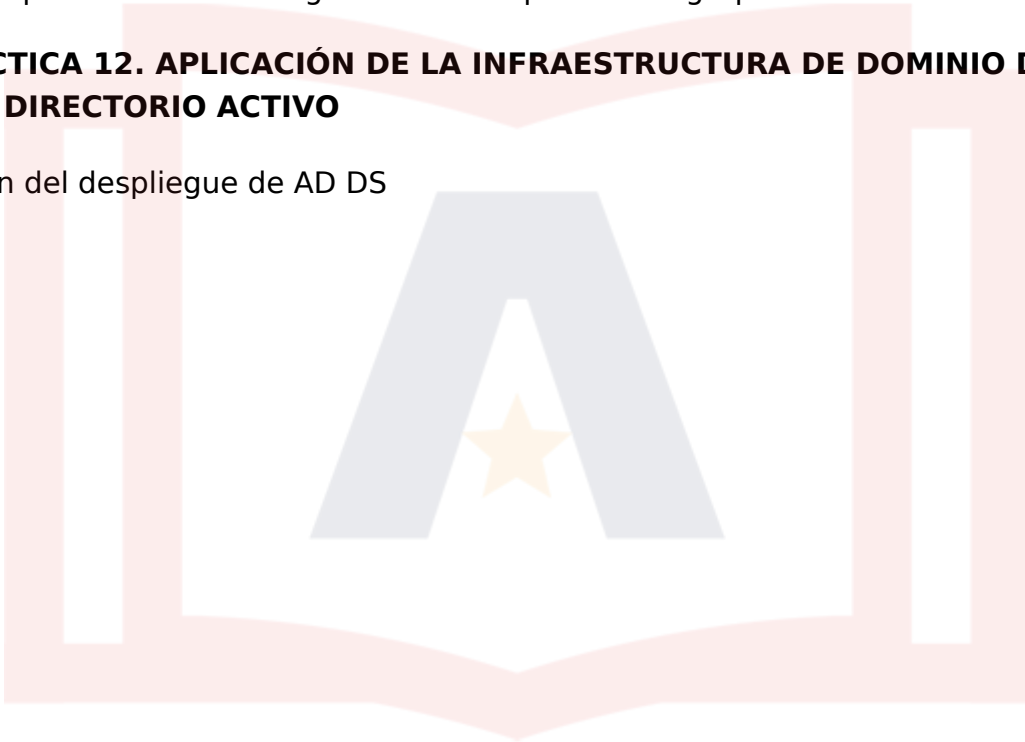 CTICA 12. APLICACIÓN DE LA INFRAESTRUCTURA DE DOMINIO D
DIRECTORIO ACTIVO
n del despliegue de AD DS